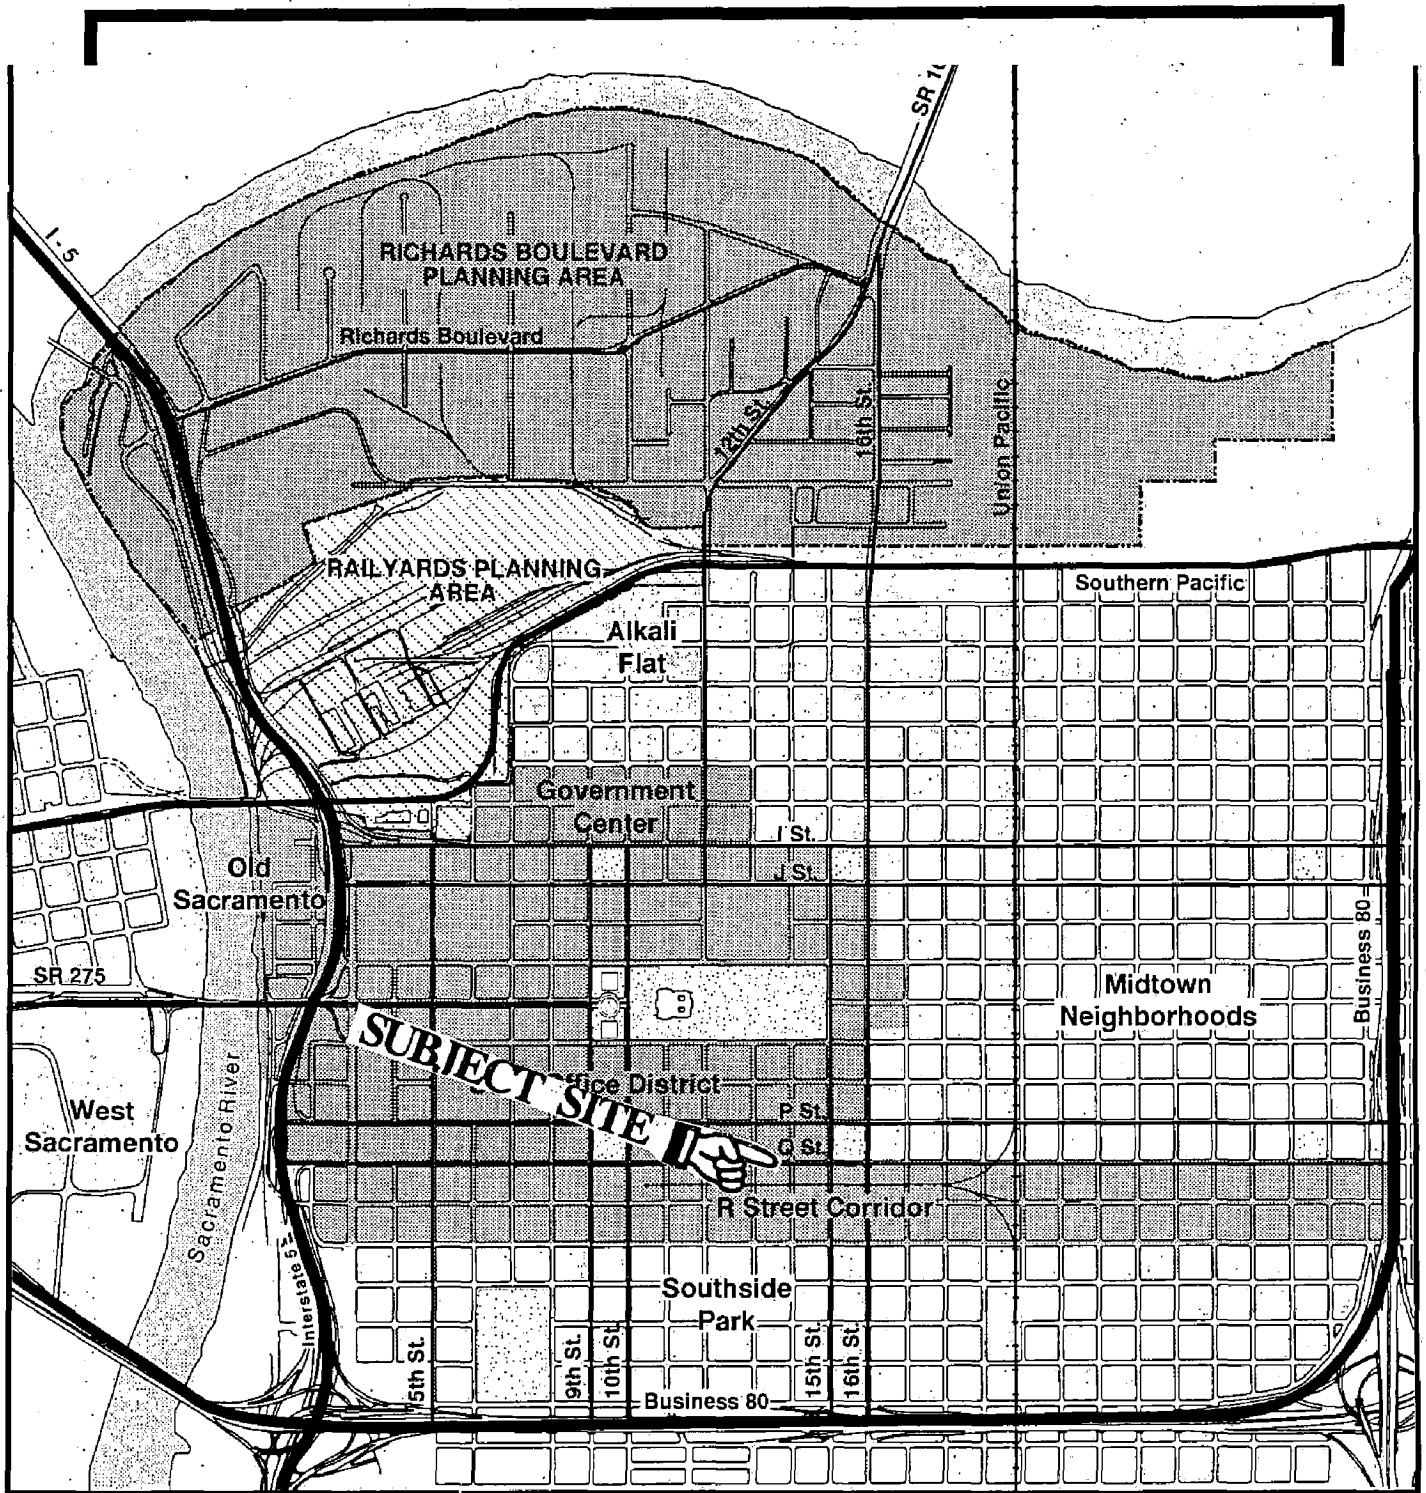 SR 16
I-5
RICHARDS BOULEVARD
PLANNING AREA
Richards Boulevard
12th St.
16th St.
Union Pacific
RAILYARDS PLANNING
AREA
Southern Pacific
Alkali
Flat
Government
Center
I St.
J St.
Old
Sacramento
SR 275
Midtown
Neighborhoods
Business 80
SUBJECT SITE
Office District
P St.
Q St.
West
Sacramento
Sacramento River
R Street Corridor
Interstate 5
Southside
Park
5th St.
9th St.
10th St.
15th St.
16th St.
Business 80